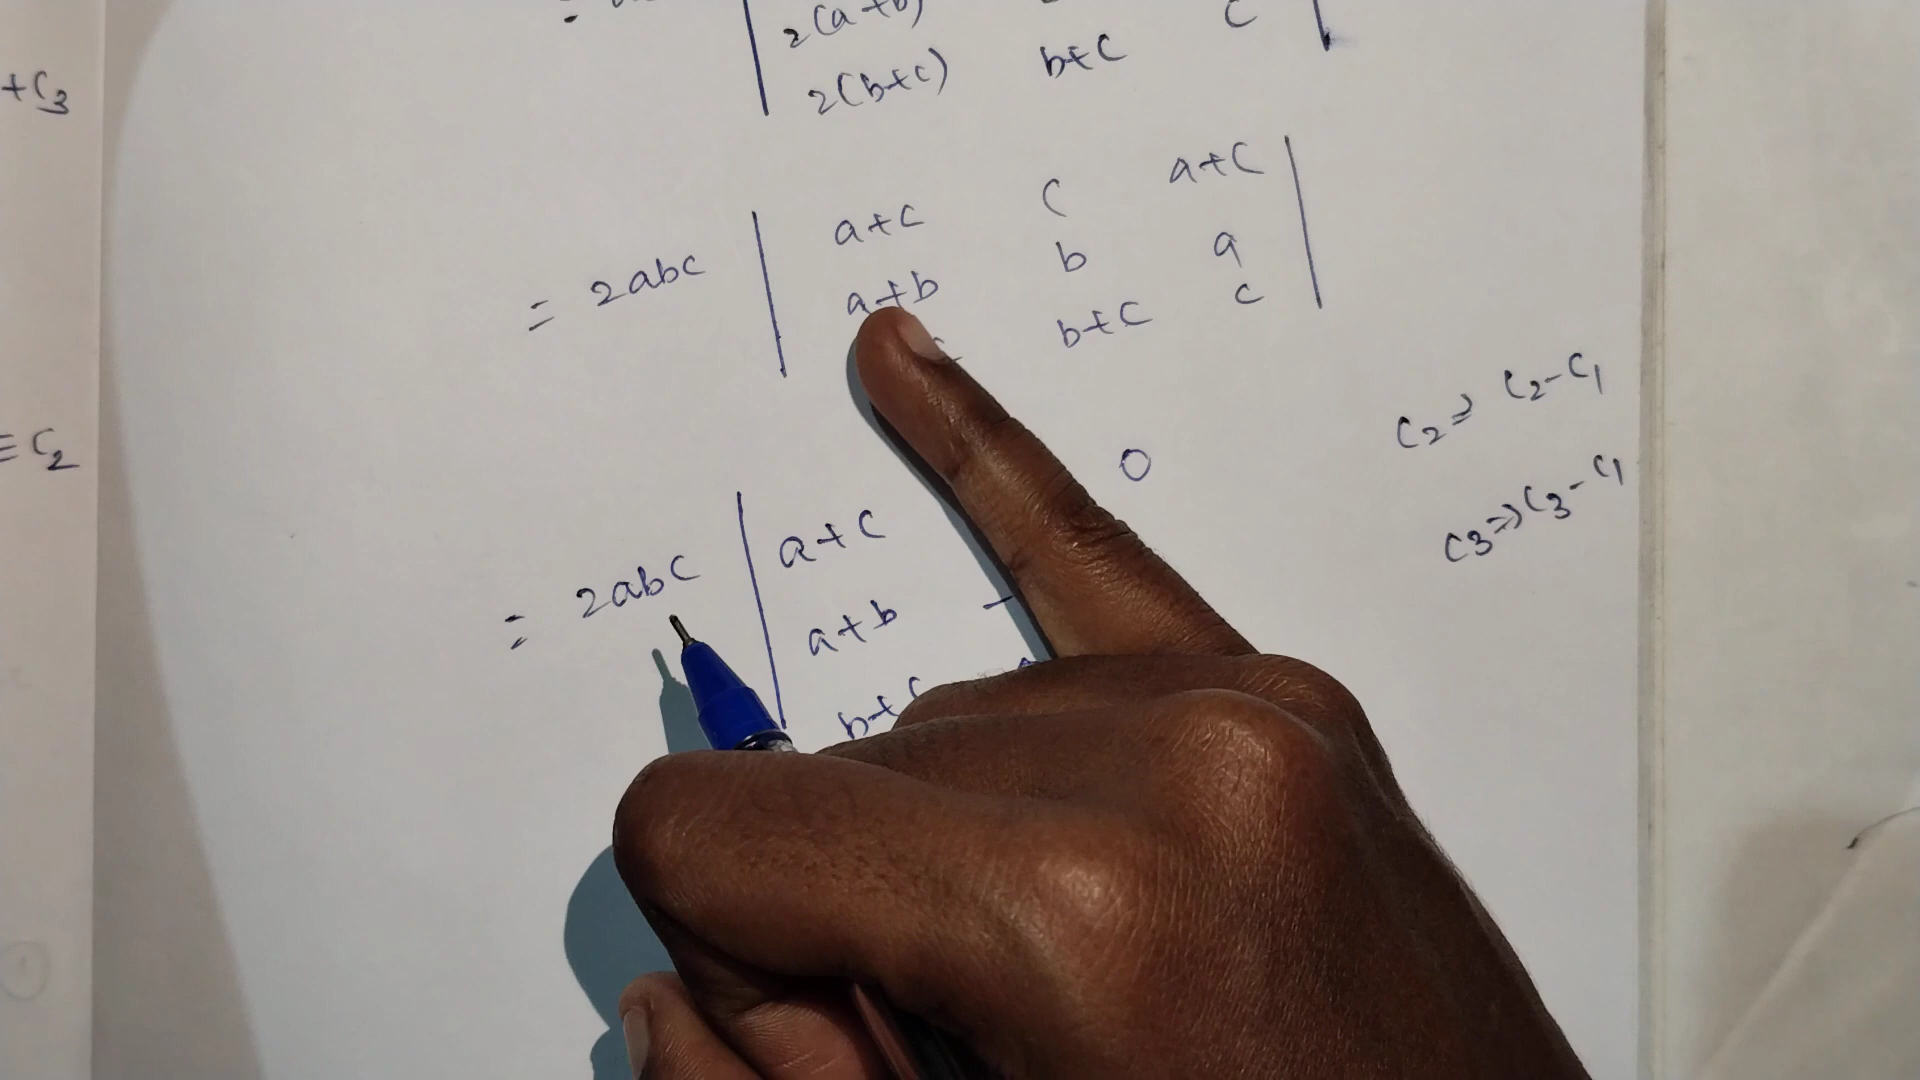 +C3
≡ C2
2(a+b) C
2(b+c) b+c
a+c c a+c
= 2abc a+b b a
b+c c
C2 ⇒ C2-C1
0
C3 ⇒ C3-C1
a+c
= 2abc a+b -
b+c